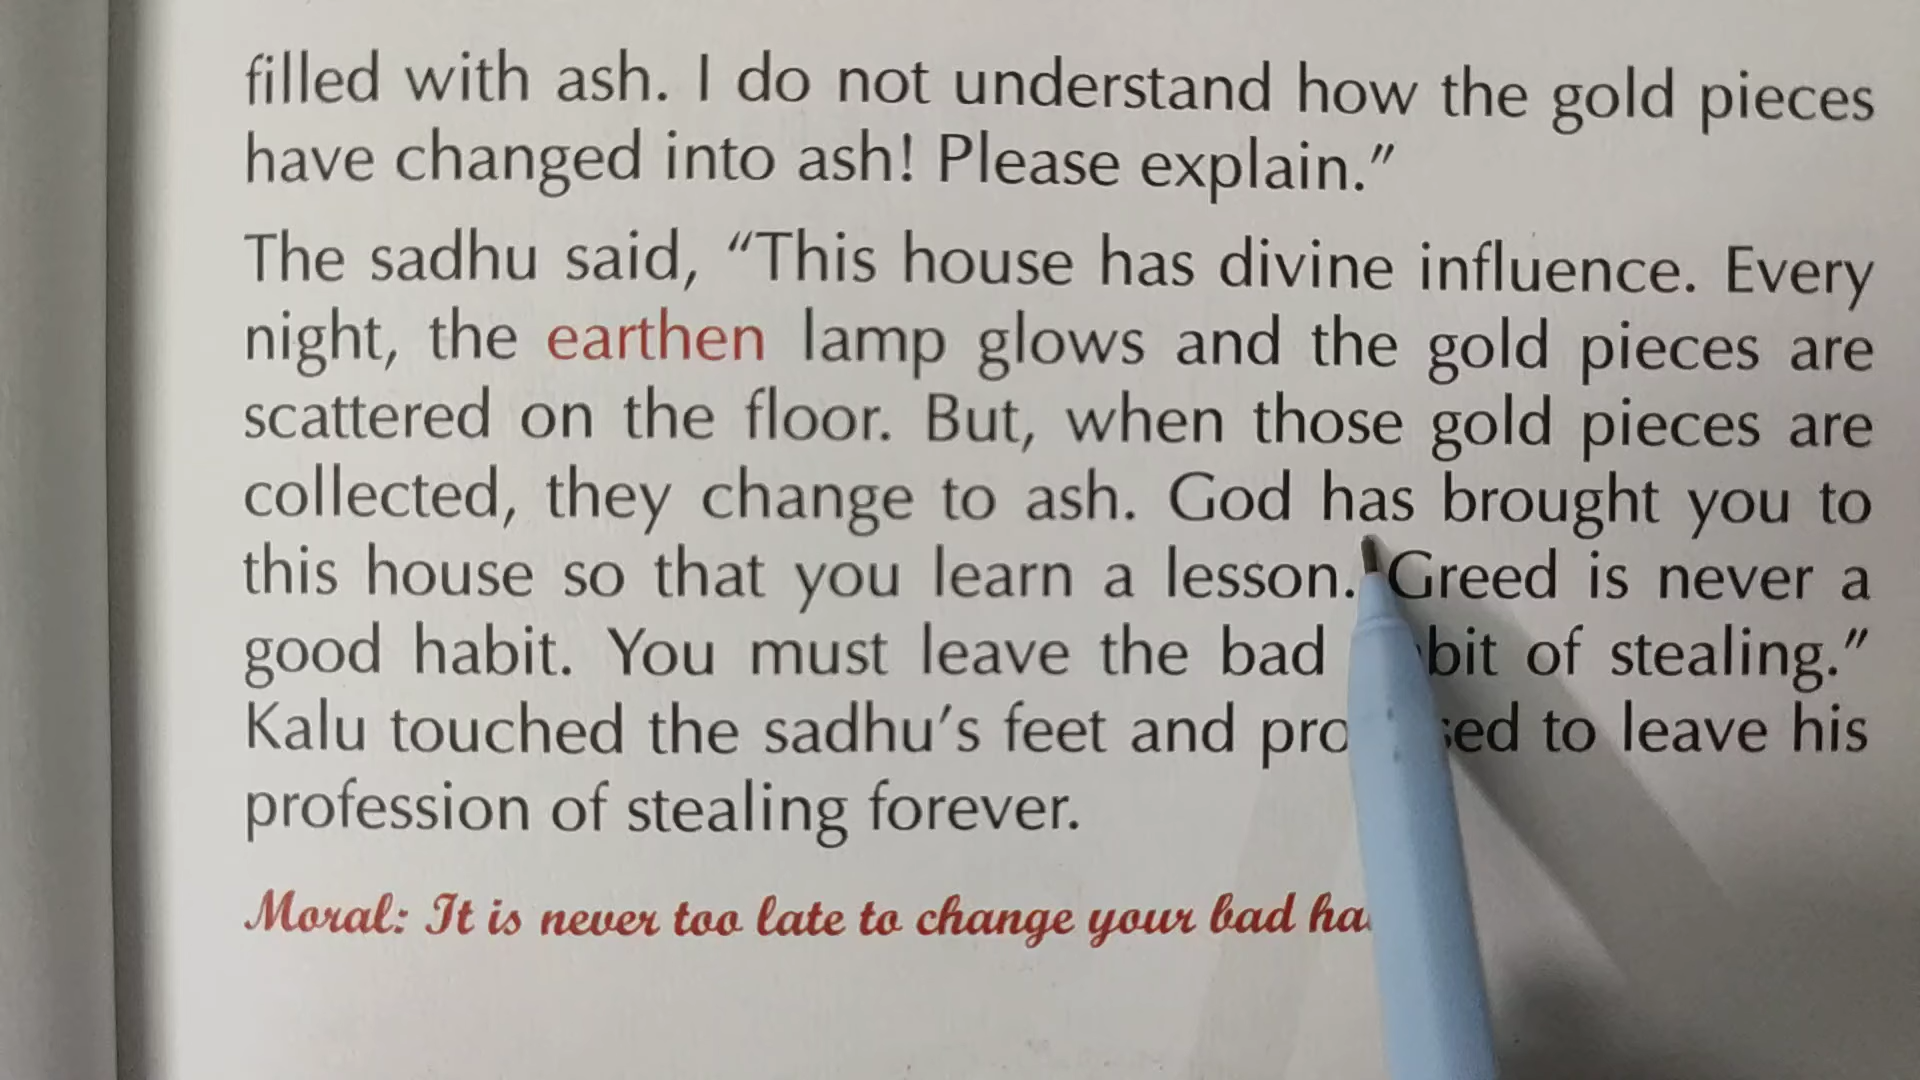 filled with ash. I do not understand how the gold pieces
have changed into ash! Please explain.”
The sadhu said, “This house has divine influence. Every
night, the earthen lamp glows and the gold pieces are
scattered on the floor. But, when those gold pieces are
collected, they change to ash. God has brought you to
this house so that you learn a lesson. Greed is never a
good habit. You must leave the bad of stealing.”
Kalu touched the sadhu’s feet and to leave his
profession of stealing forever.
Moral: It is never too late to change your bad